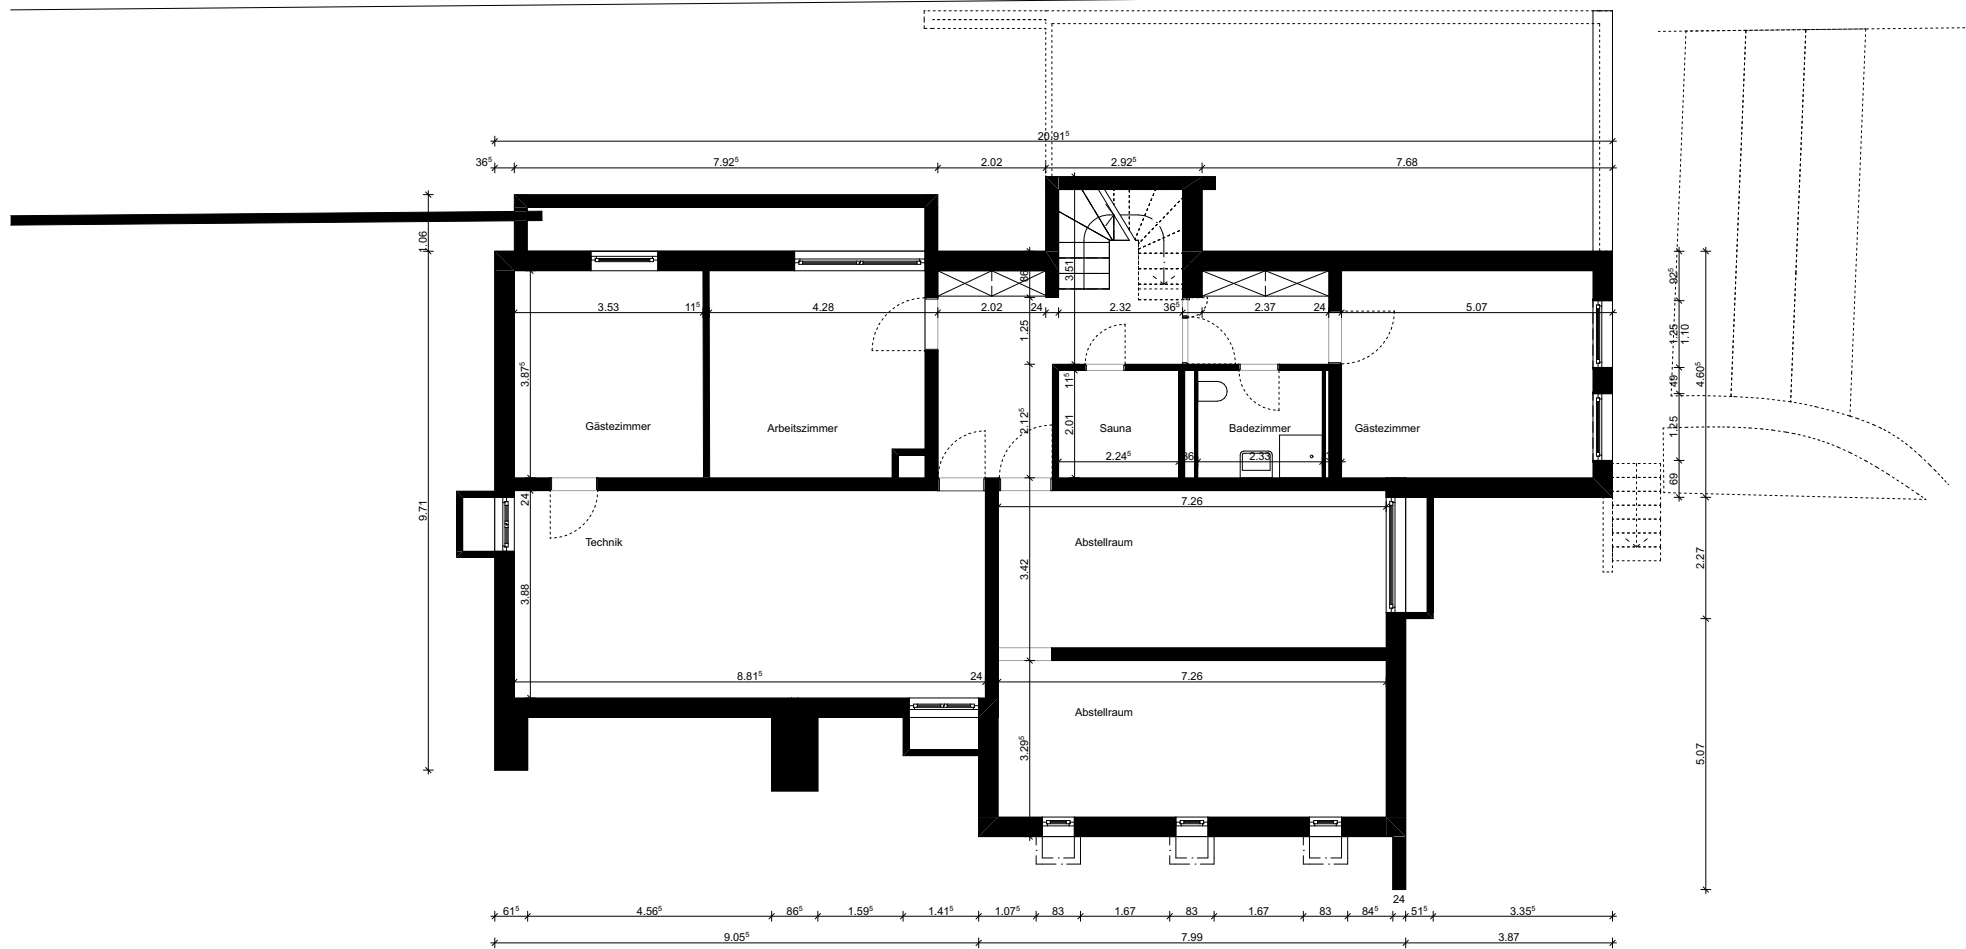 20.91⁵
36⁵ 7.92⁵ 2.02 2.92⁵ 7.68
1.06
9.71
3.51
36
92⁵
1.25
1.10
49
1.25
69
4.60⁵
2.27
5.07
3.53 11⁵ 4.28 2.02 24 2.32 36⁵ 2.37 24 5.07
1.25
3.87⁵
2.12⁵
11⁵
2.01
Gästezimmer Arbeitszimmer Sauna Badezimmer Gästezimmer
2.24⁵ 36 2.33
24
7.26
Technik Abstellraum
3.88
3.42
8.81⁵ 24 7.26
Abstellraum
3.29⁵
24
61⁵ 4.56⁵ 86⁵ 1.59⁵ 1.41⁵ 1.07⁵ 83 1.67 83 1.67 83 84⁵ 51⁵ 3.35⁵
9.05⁵ 7.99 3.87